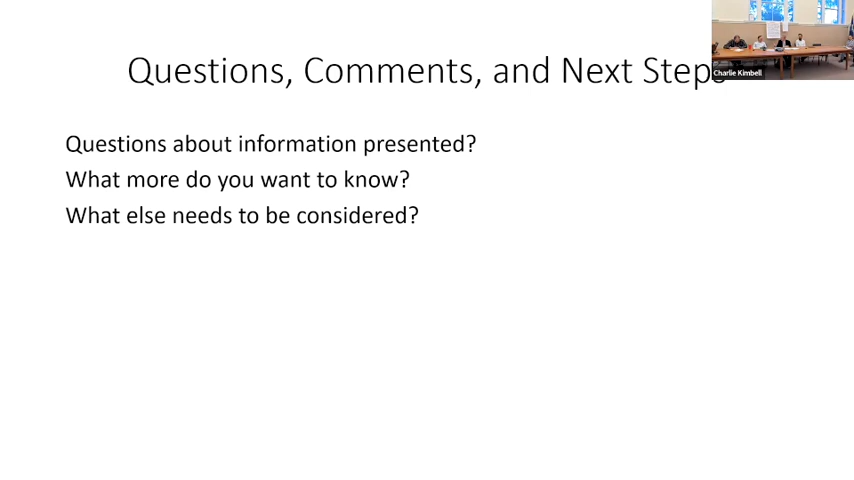 Questions, Comments, and Next Steps
Charlie Kimbell
Questions about information presented?
What more do you want to know?
What else needs to be considered?